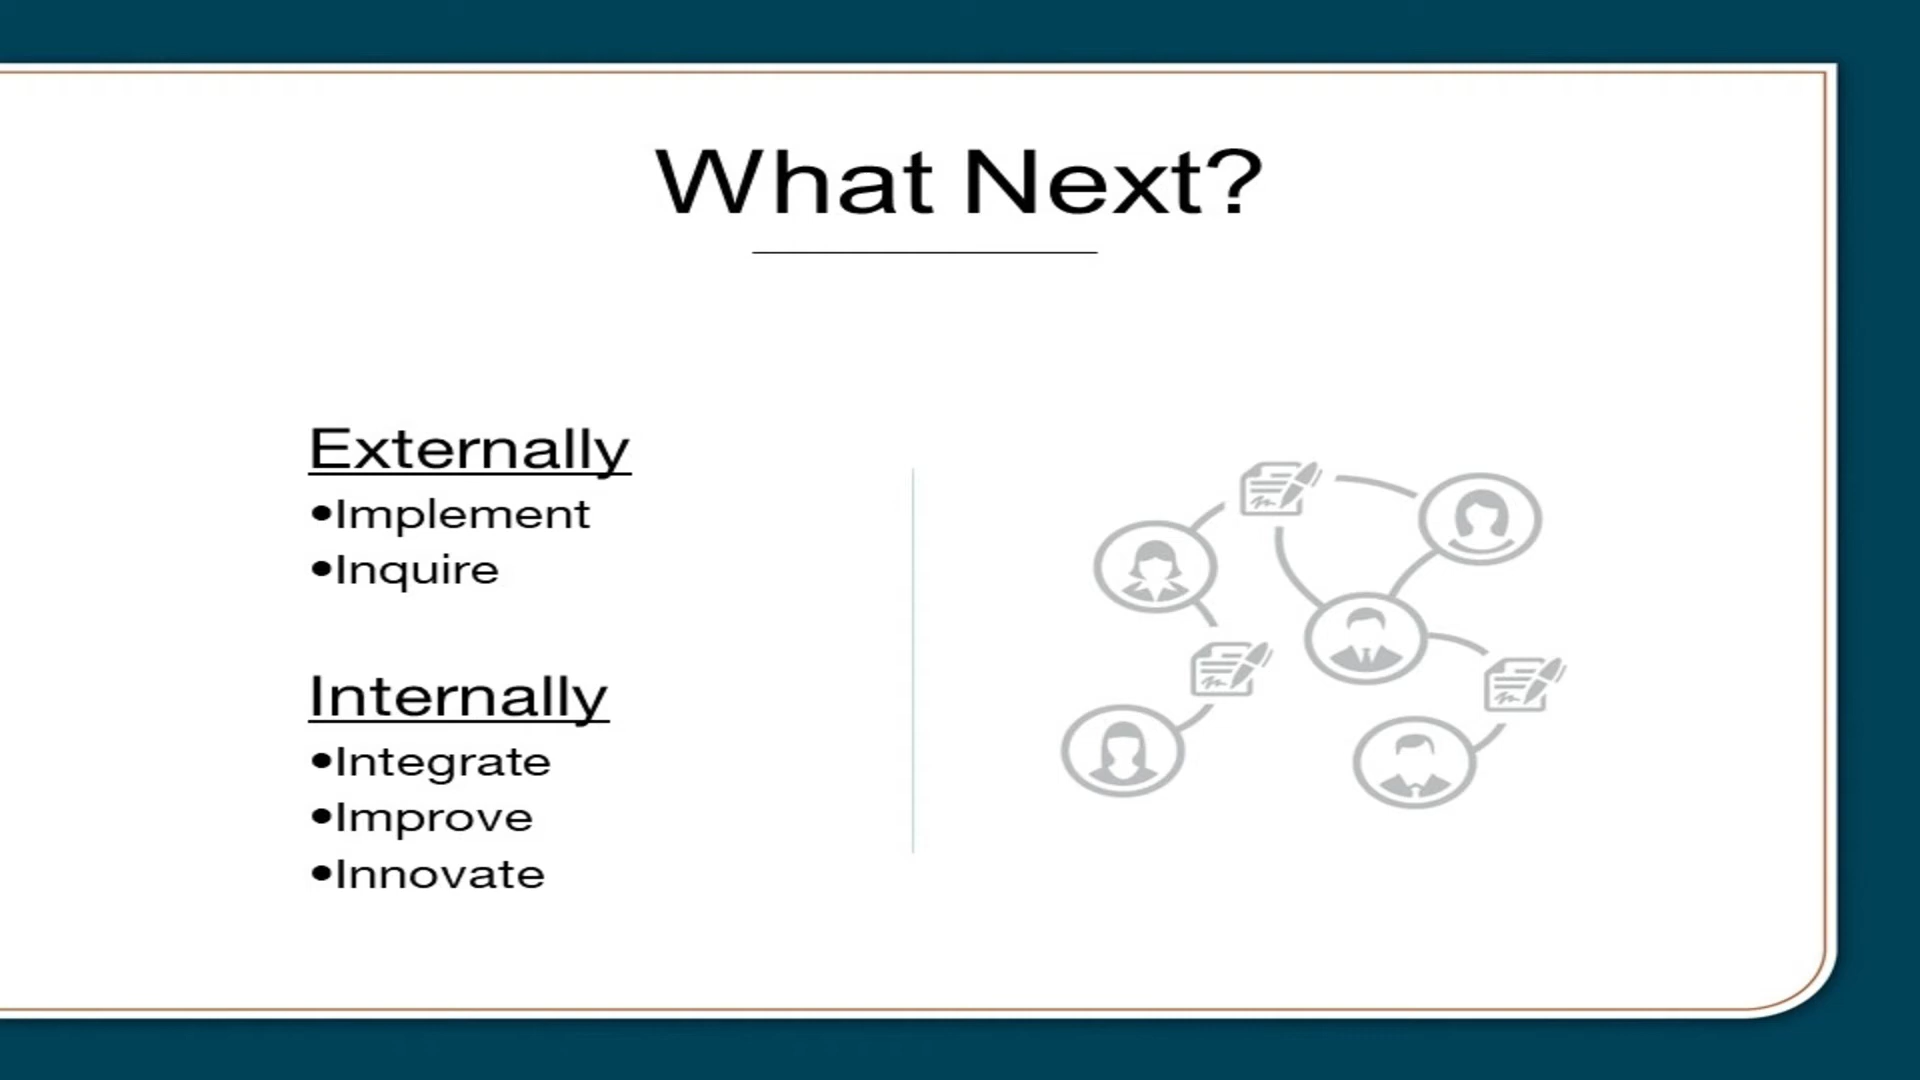 What Next?
Externally
•Implement
•Inquire
Internally
•Integrate
•Improve
•Innovate